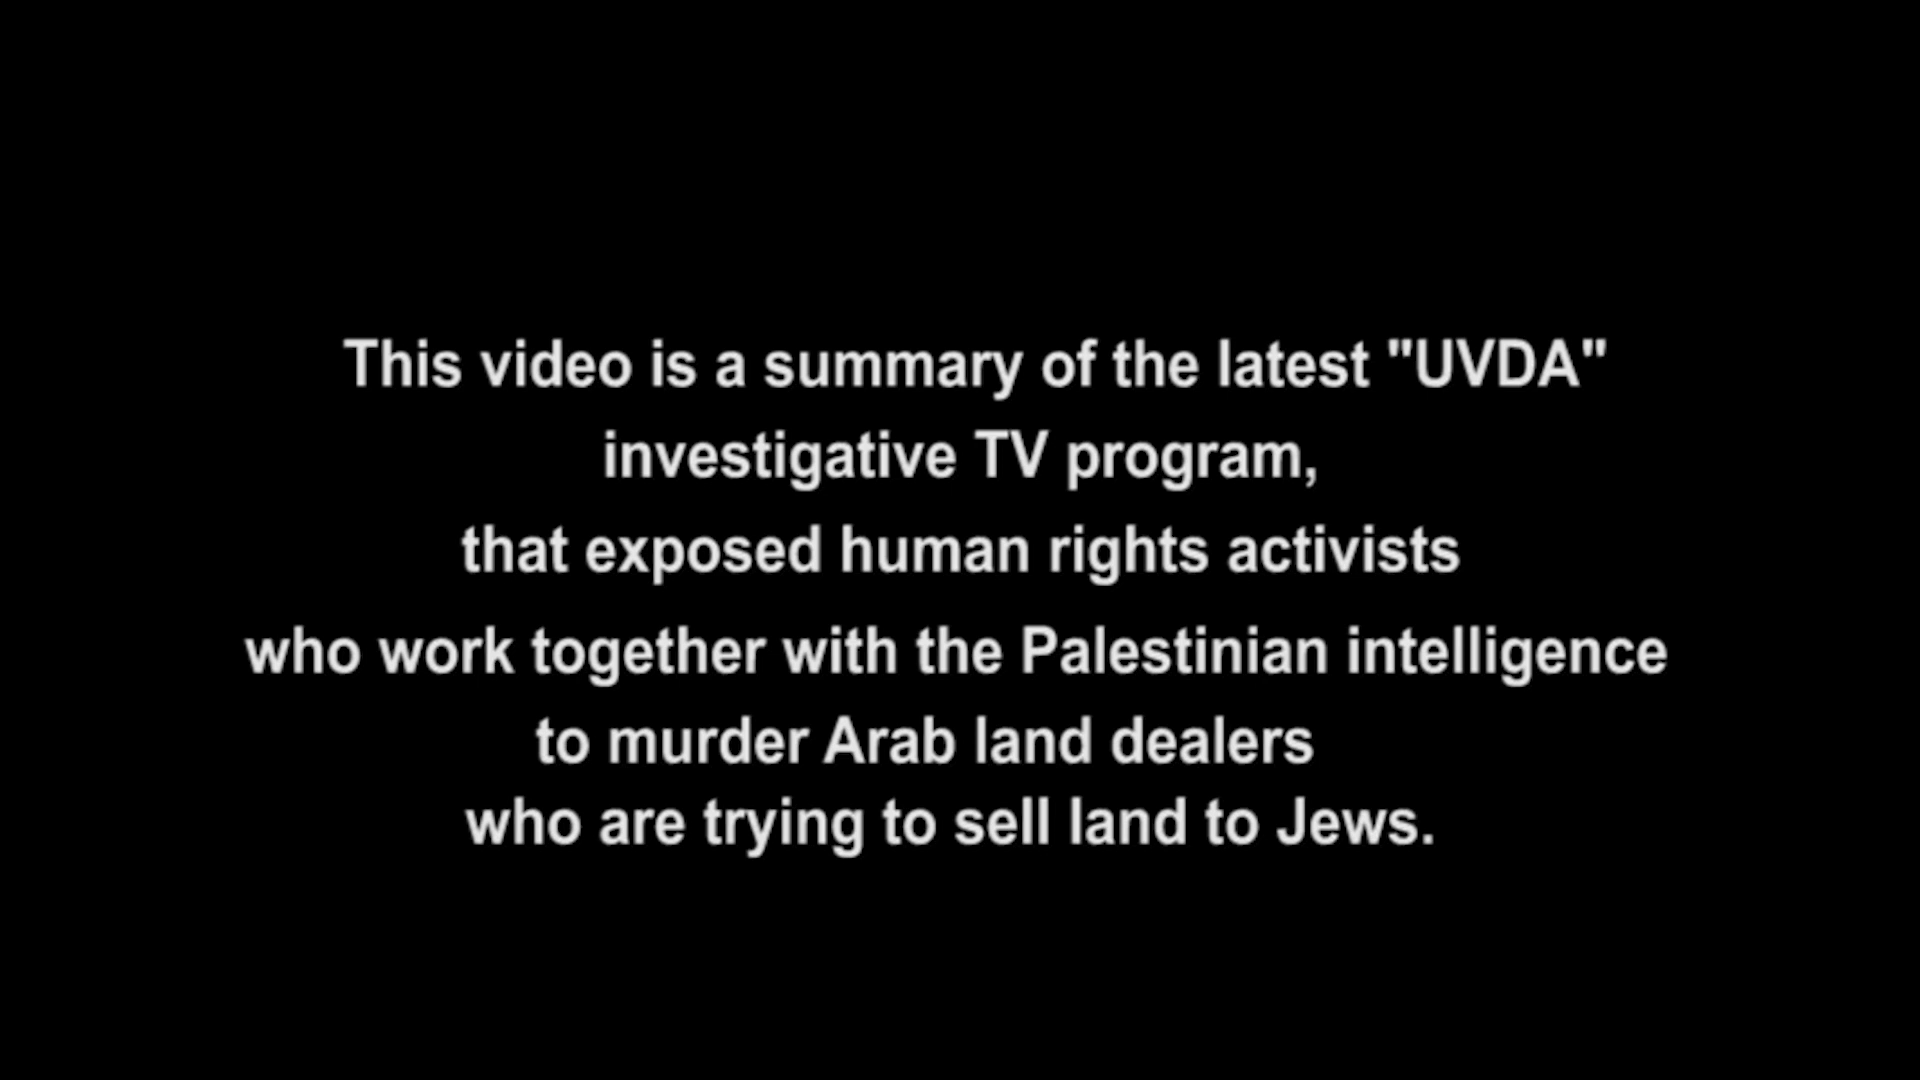 This video is a summary of the latest "UVDA"
investigative TV program,
that exposed human rights activists
who work together with the Palestinian intelligence
to murder Arab land dealers
who are trying to sell land to Jews.